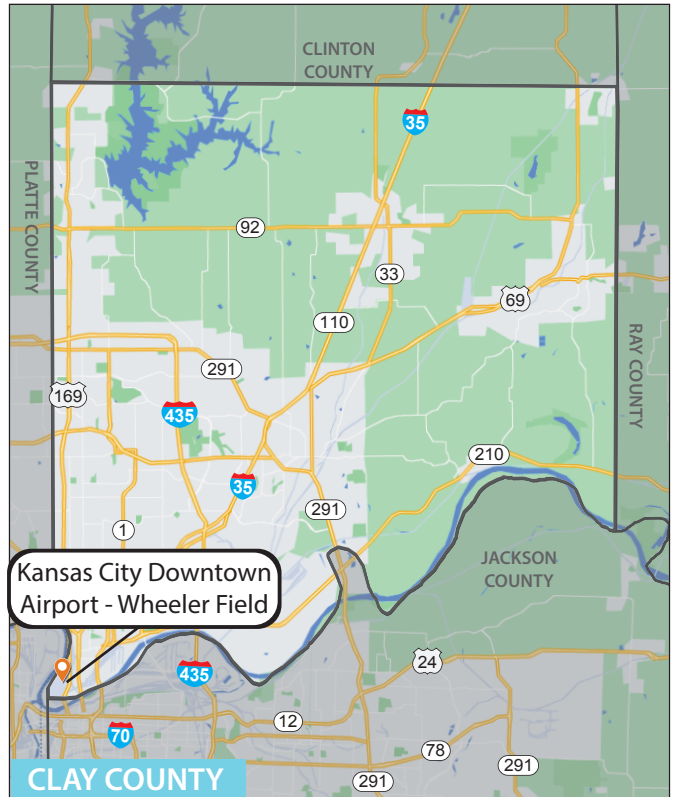 CLINTON
COUNTY
35
PLATTE COUNTY
92
33
69
110
RAY COUNTY
291
169
435
210
35
291
1
JACKSON
COUNTY
Kansas City Downtown
Airport - Wheeler Field
24
435
12
70
78
291
291
CLAY COUNTY